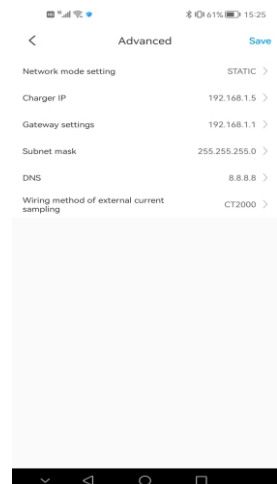 61% 15:25
Advanced
Save
Network mode setting
STATIC
Charger IP
192.168.1.5
Gateway settings
192.168.1.1
Subnet mask
255.255.255.0
DNS
8.8.8.8
Wiring method of external current
sampling
CT2000